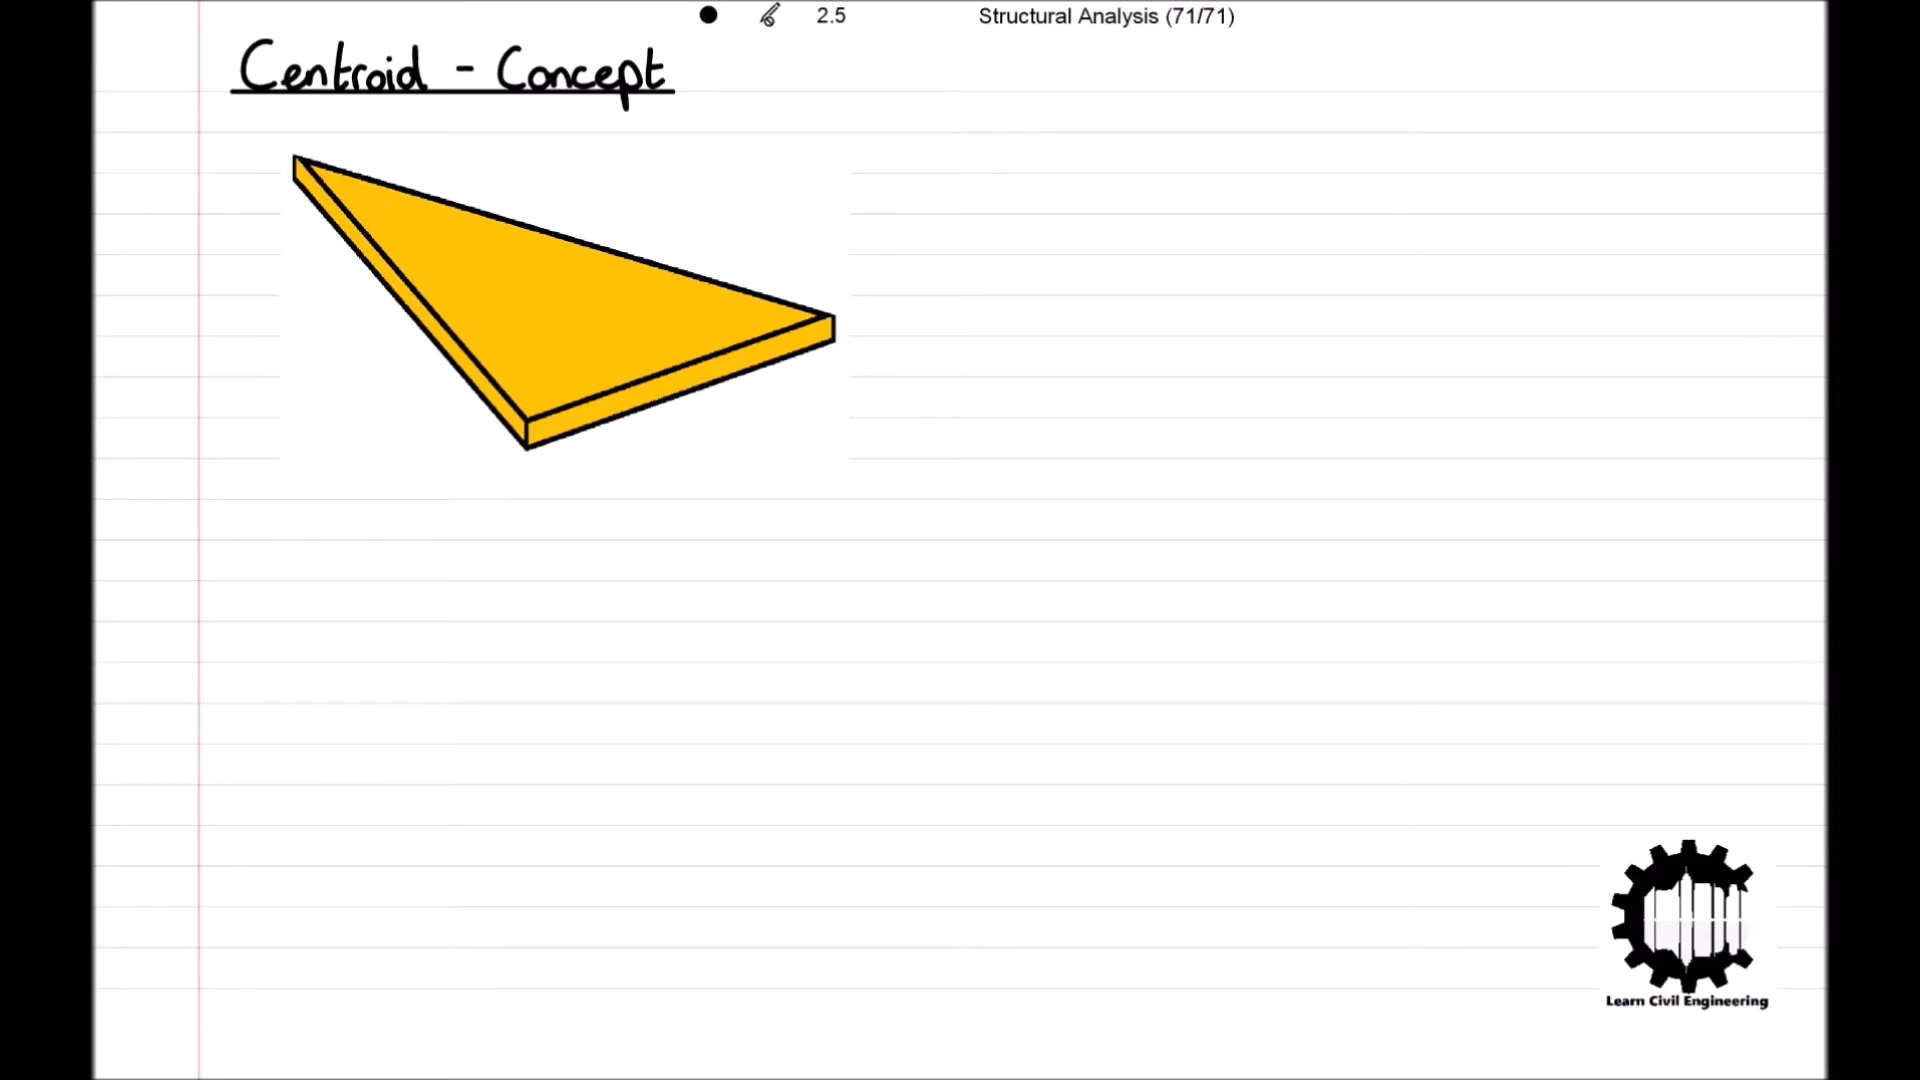 2.5 Structural Analysis (71/71)
Centroid - Concept
Learn Civil Engineering